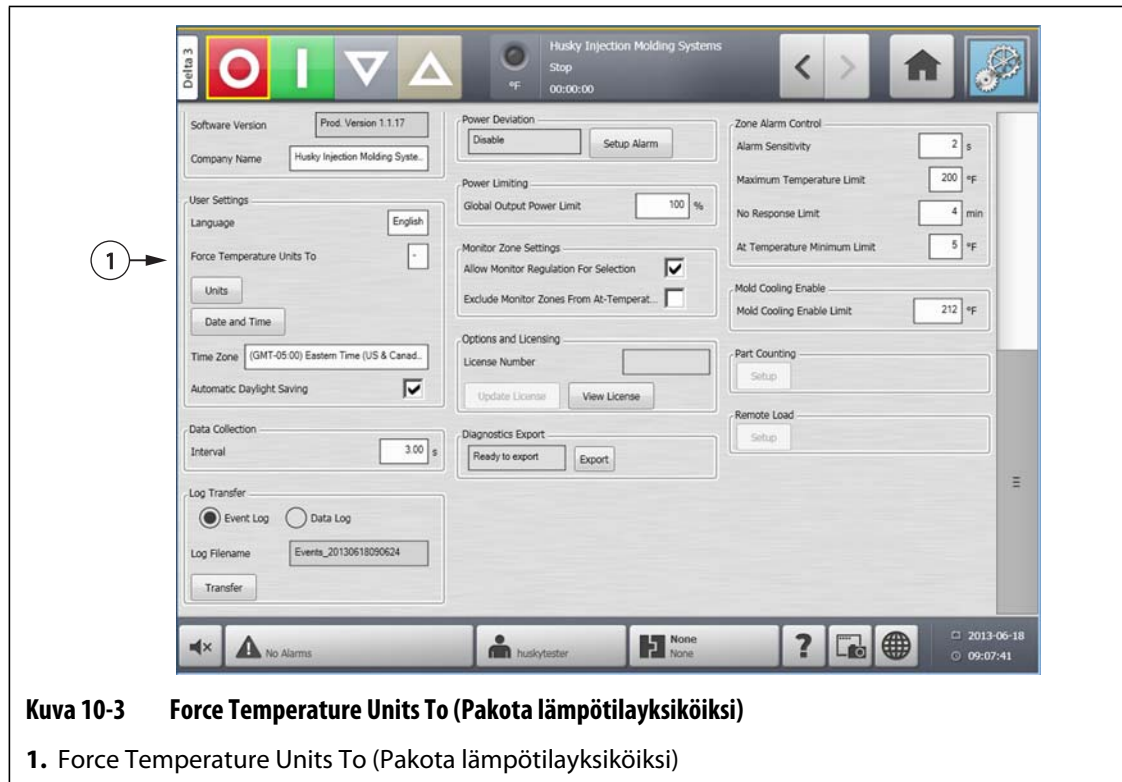 Delta 3
°F
Husky Injection Molding Systems
Stop
00:00:00
Software Version Prod. Version 1.1.17
Company Name Husky Injection Molding Syste..
User Settings
Language English
Force Temperature Units To -
Units
Date and Time
Time Zone (GMT-05:00) Eastern Time (US & Canad..
Automatic Daylight Saving
Data Collection
Interval 3.00 s
Log Transfer
Event Log Data Log
Log Filename Events_20130618090624
Transfer
Power Deviation
Disable Setup Alarm
Power Limiting
Global Output Power Limit 100 %
Monitor Zone Settings
Allow Monitor Regulation For Selection
Exclude Monitor Zones From At-Temperat...
Options and Licensing
License Number
Update License View License
Diagnostics Export
Ready to export Export
Zone Alarm Control
Alarm Sensitivity 2 s
Maximum Temperature Limit 200 °F
No Response Limit 4 min
At Temperature Minimum Limit 5 °F
Mold Cooling Enable
Mold Cooling Enable Limit 212 °F
Part Counting
Setup
Remote Load
Setup
1
No Alarms
huskytester
None
None
?
2013-06-18
09:07:41
Kuva 10-3 Force Temperature Units To (Pakota lämpötilayksiköiksi)
1. Force Temperature Units To (Pakota lämpötilayksiköiksi)